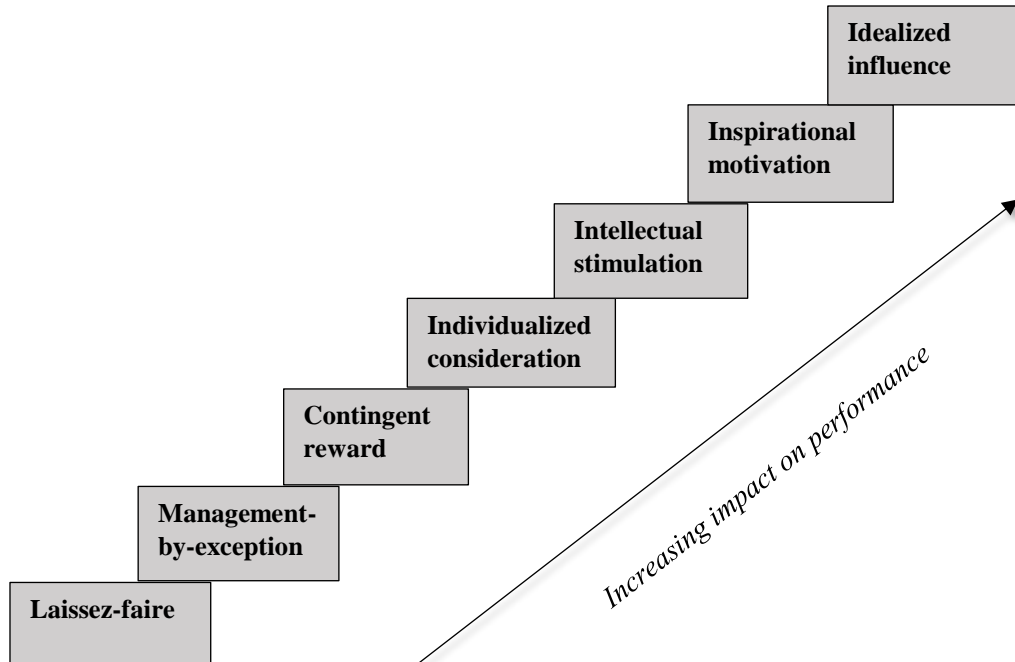 Idealized
influence
Inspirational
motivation
Intellectual
stimulation
Individualized
consideration
Contingent
reward
Management-
by-exception
Laissez-faire
Increasing impact on performance